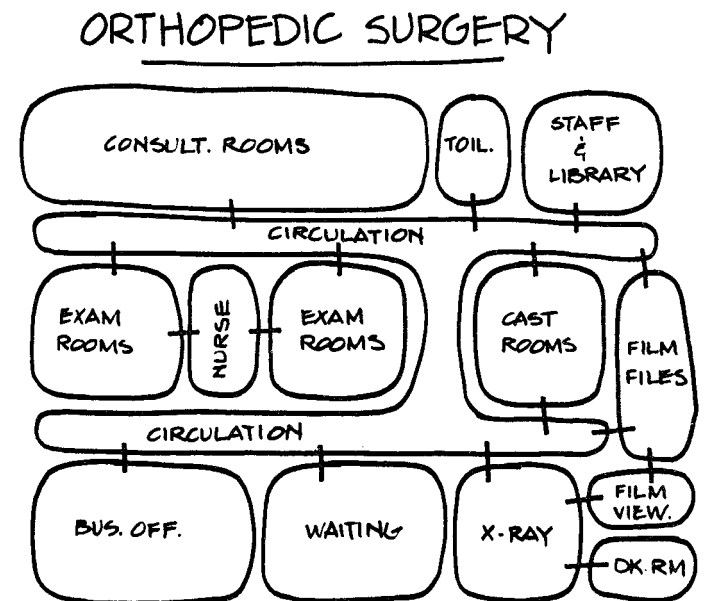 ORTHOPEDIC SURGERY
CONSULT. ROOMS
TOIL.
STAFF
&
LIBRARY
CIRCULATION
EXAM
ROOMS
NURSE
EXAM
ROOMS
CAST
ROOMS
FILM
FILES
CIRCULATION
BUS. OFF.
WAITING
X-RAY
FILM
VIEW.
DK. RM